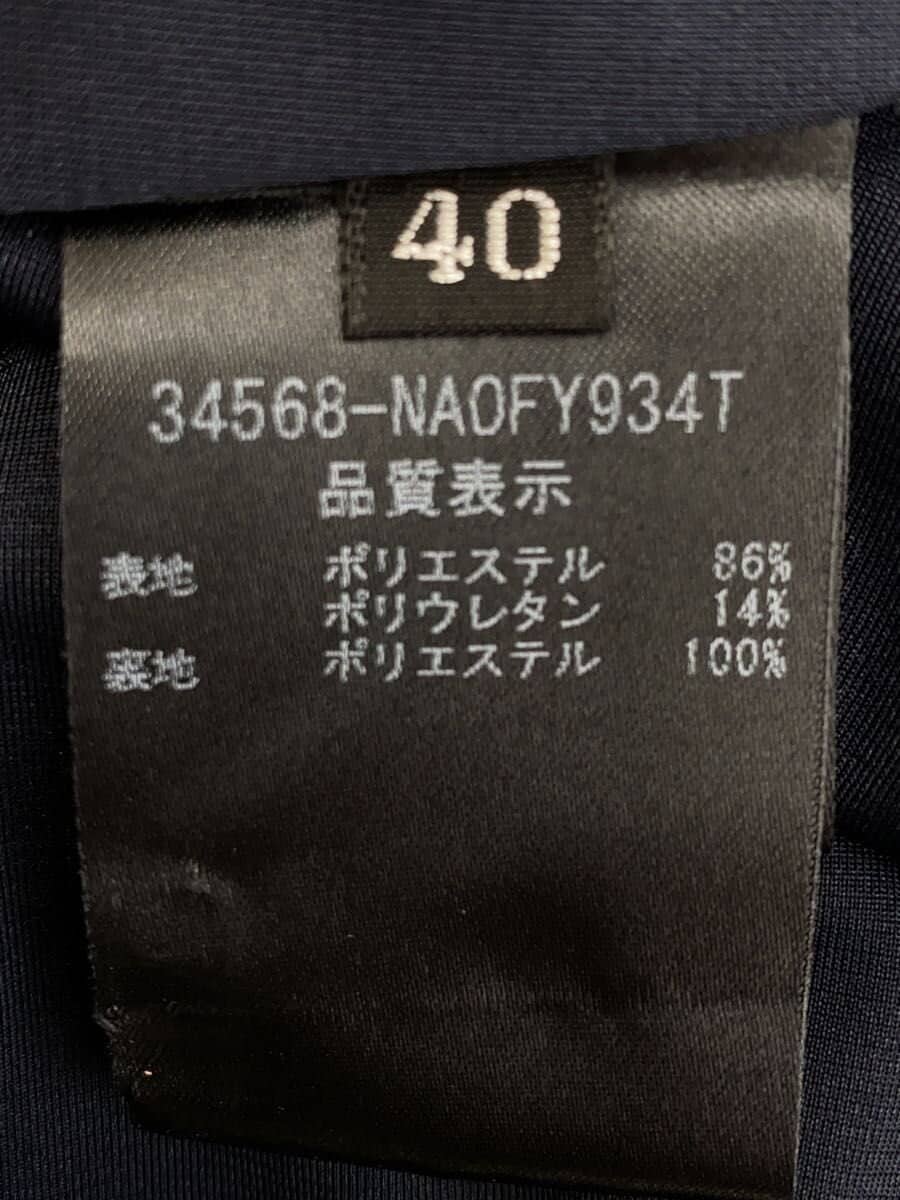 40
34568-NAOFY934T
品質表示
表地 ポリエステル 86%
ポリウレタン 14%
裏地 ポリエステル 100%